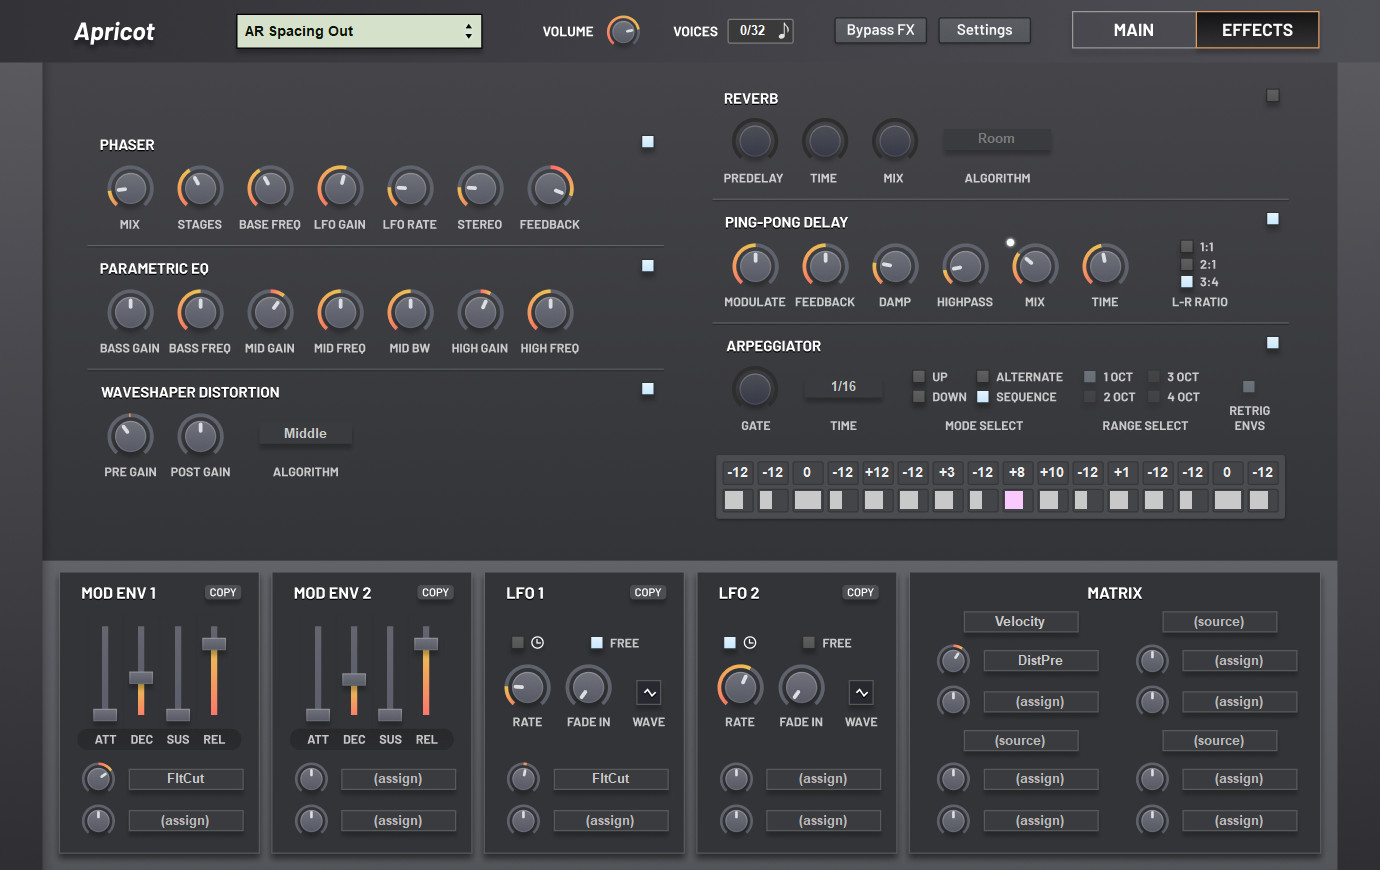 Apricot
AR Spacing Out
VOLUME
VOICES
0/32
Bypass FX
Settings
MAIN
EFFECTS
PHASER
MIX STAGES BASE FREQ LFO GAIN LFO RATE STEREO FEEDBACK
PARAMETRIC EQ
BASS GAIN BASS FREQ MID GAIN MID FREQ MID BW HIGH GAIN HIGH FREQ
WAVESHAPER DISTORTION
Middle
PRE GAIN POST GAIN ALGORITHM
REVERB
Room
PREDELAY TIME MIX ALGORITHM
PING-PONG DELAY
1:1
2:1
3:4
MODULATE FEEDBACK DAMP HIGHPASS MIX TIME L-R RATIO
ARPEGGIATOR
1/16
UP ALTERNATE 1 OCT 3 OCT
DOWN SEQUENCE 2 OCT 4 OCT
GATE TIME MODE SELECT RANGE SELECT
RETRIG
ENVS
-12 -12 0 -12 +12 -12 +3 -12 +8 +10 -12 +1 -12 -12 0 -12
MOD ENV 1 COPY
ATT DEC SUS REL
FltCut
(assign)
MOD ENV 2 COPY
ATT DEC SUS REL
(assign)
(assign)
LFO 1 COPY
FREE
RATE FADE IN WAVE
FltCut
(assign)
LFO 2 COPY
FREE
RATE FADE IN WAVE
(assign)
(assign)
MATRIX
Velocity (source)
DistPre (assign)
(assign) (assign)
(source) (source)
(assign) (assign)
(assign) (assign)